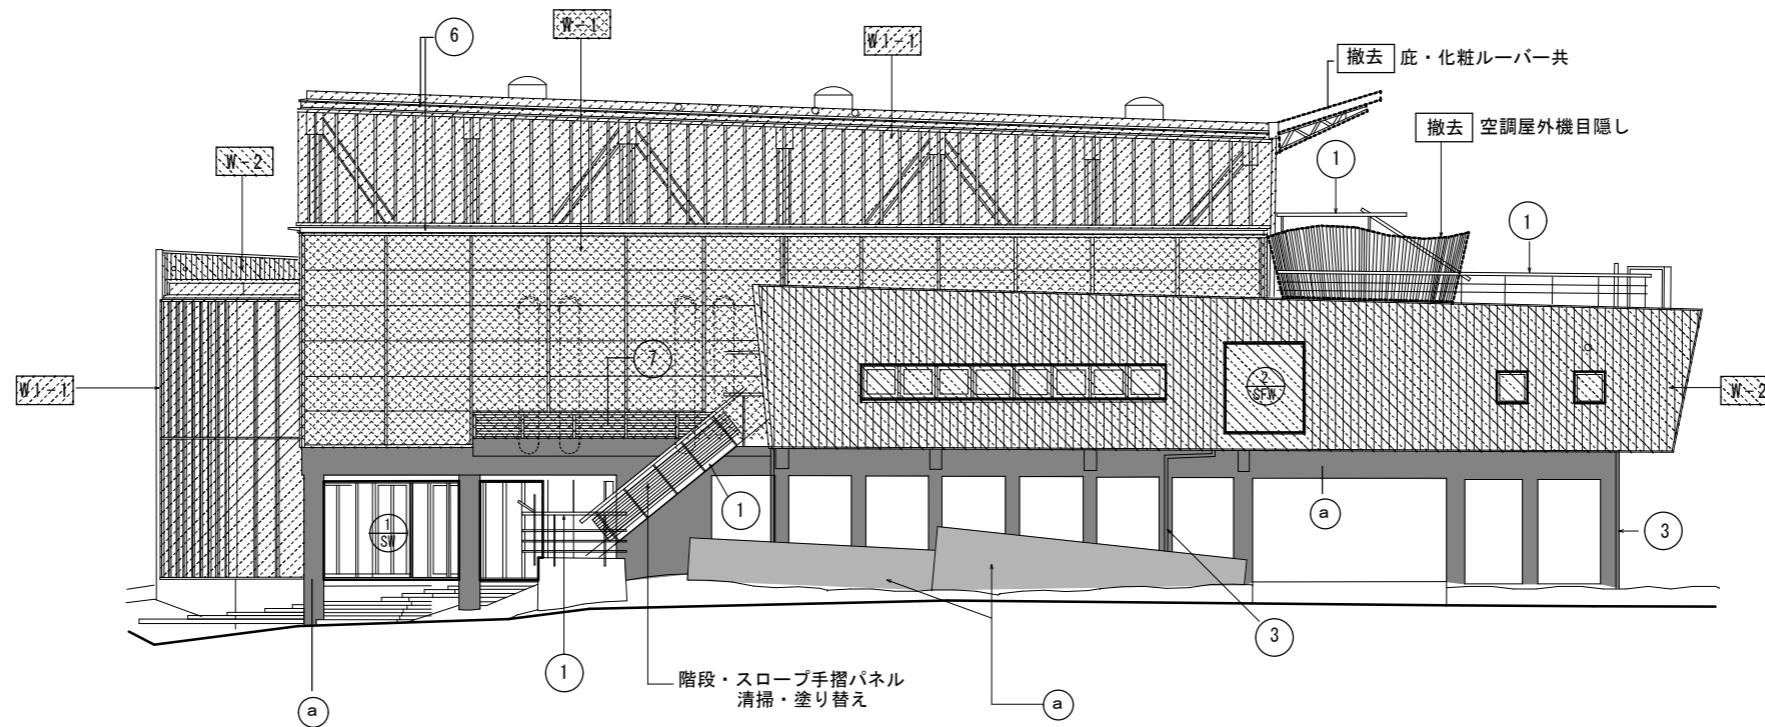 W-1
6
W1-1
撤去 庇・化粧ルーバー共
撤去 空調屋外機目隠し
1
W-2
1
7
2
SFW
W1-1
W-2
1
SW
1
a
3
3
1
階段・スロープ手摺パネル
清掃・塗り替え
a
a